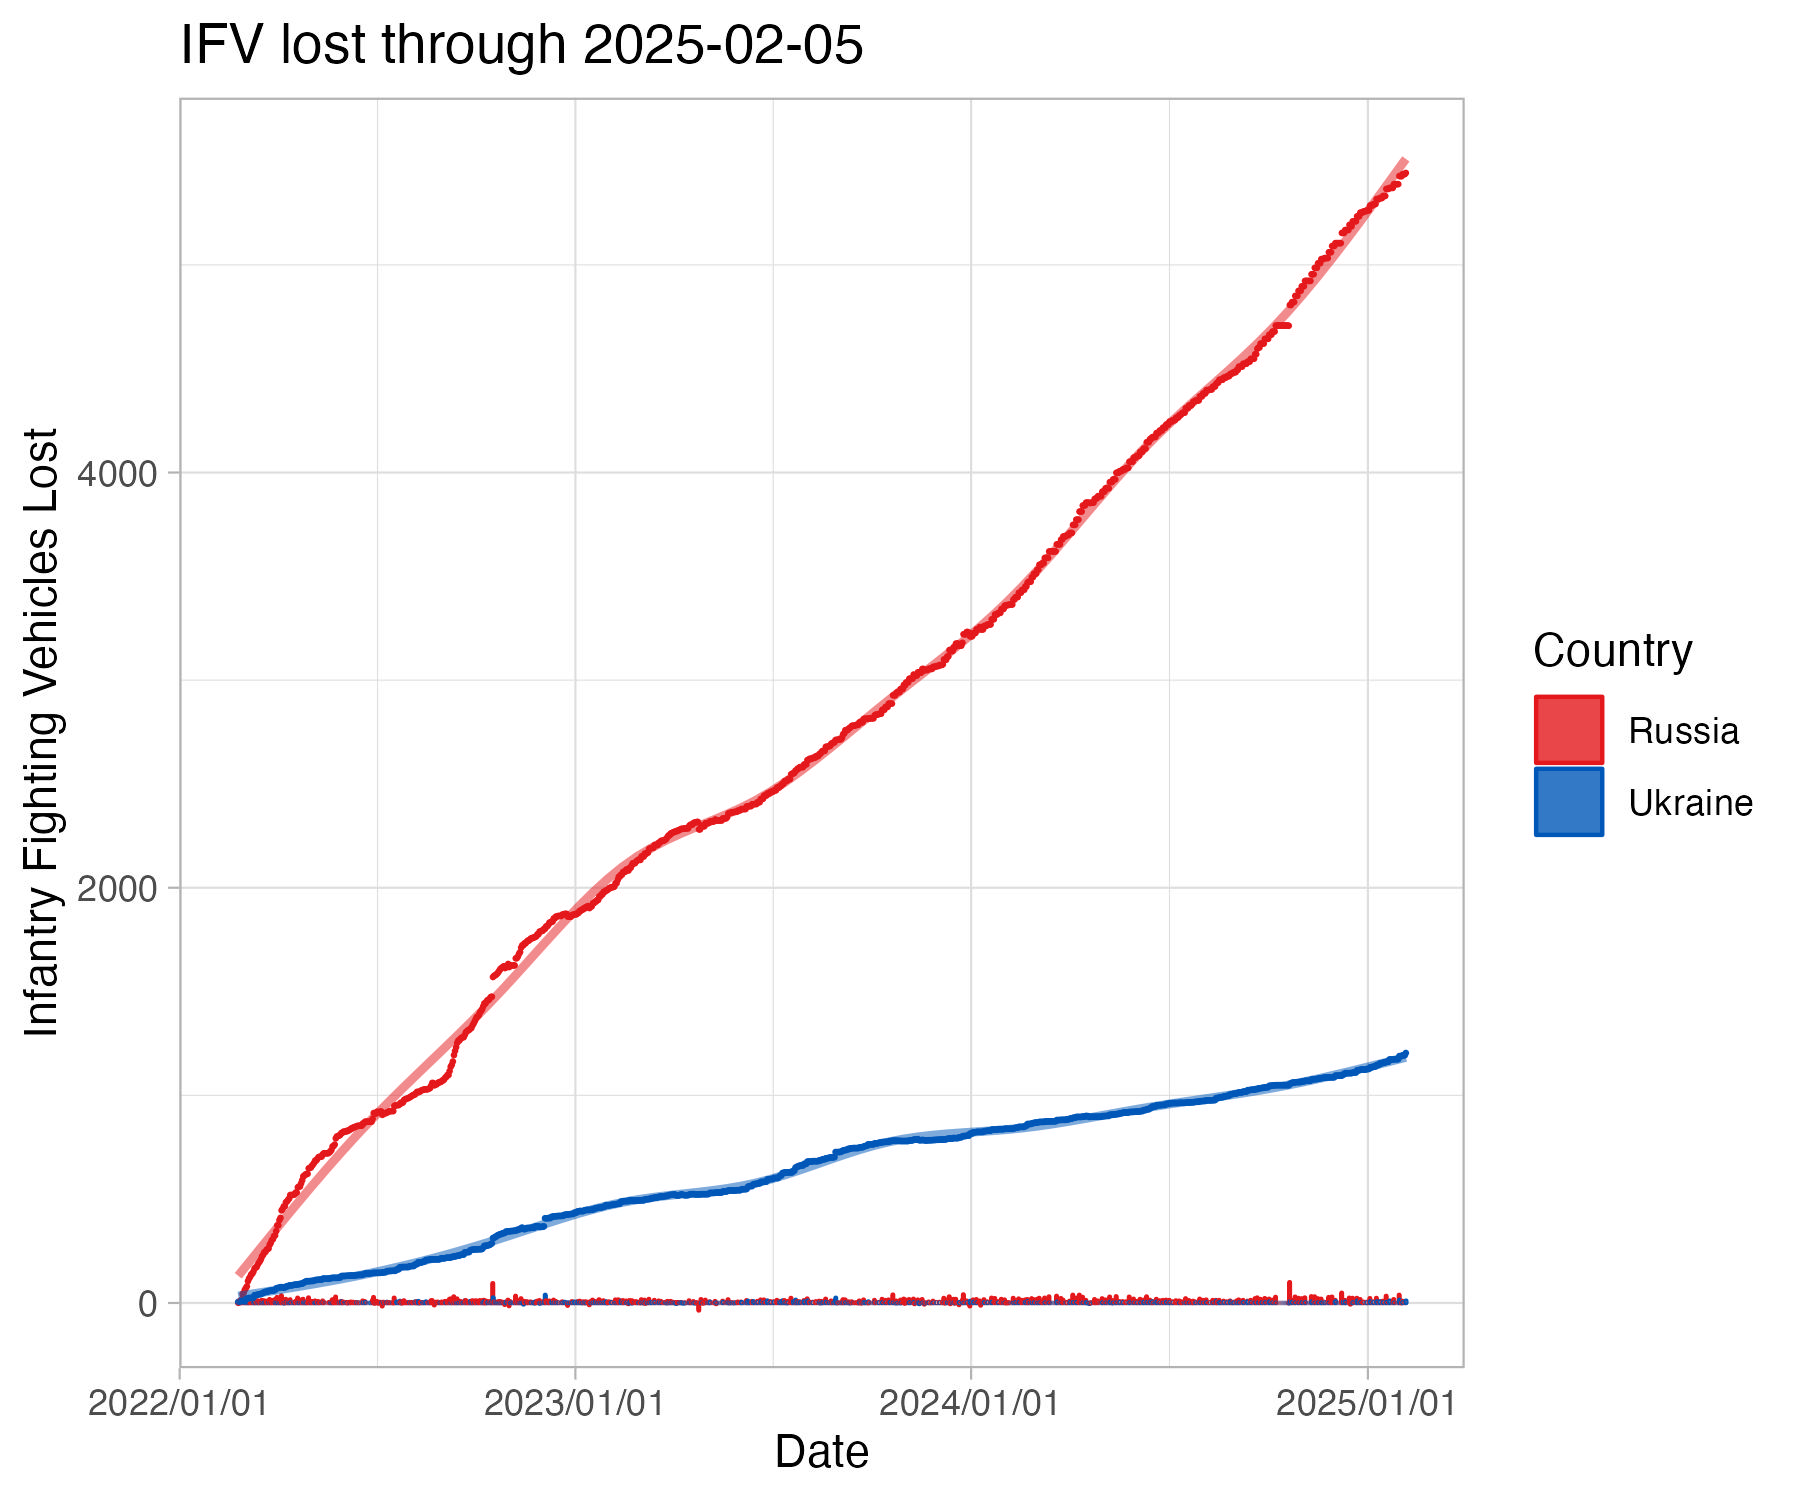 IFV lost through 2025-02-05
Infantry Fighting Vehicles Lost
4000
2000
0
2022/01/01
2023/01/01
2024/01/01
2025/01/01
Date
Country
Russia
Ukraine